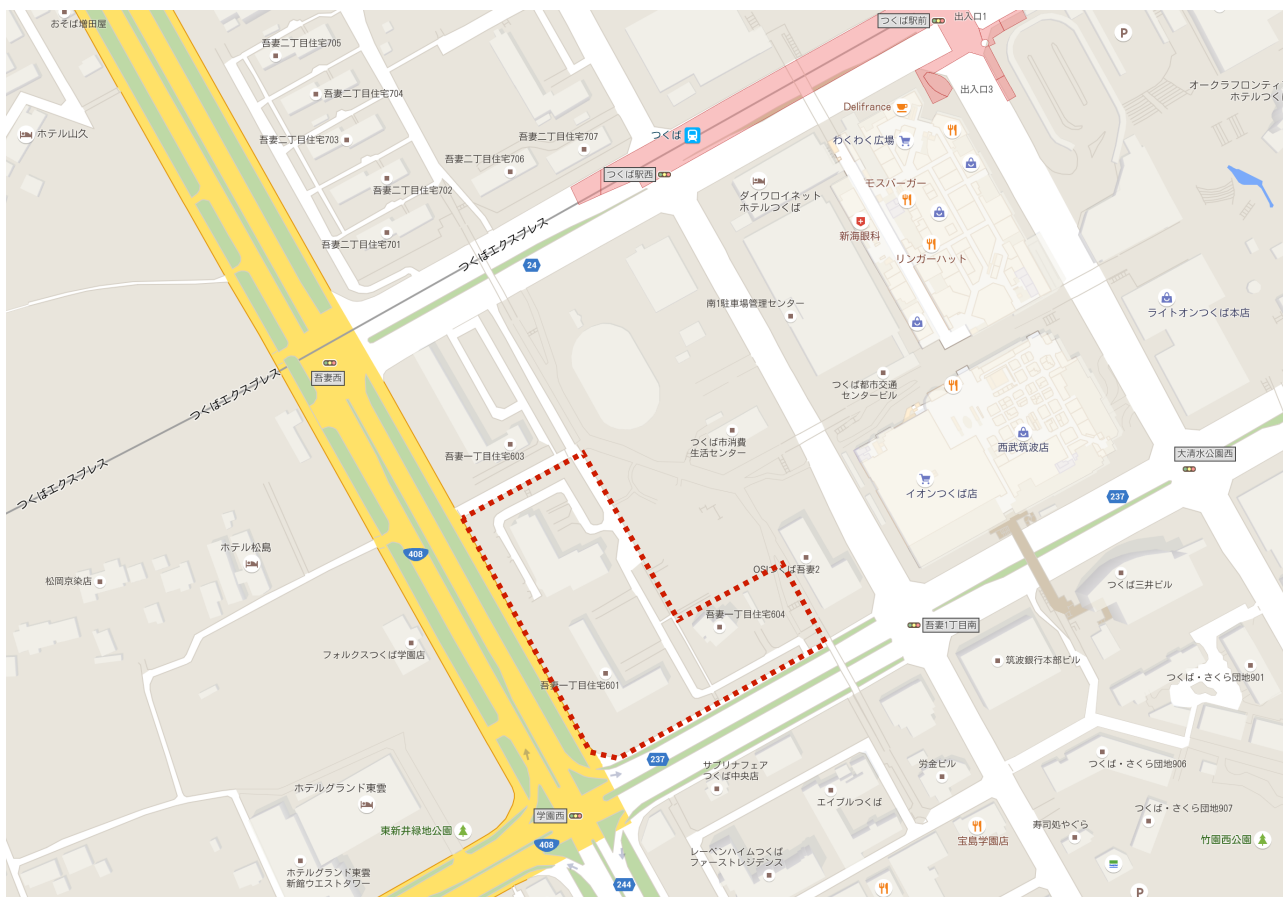 おそば増田屋
吾妻二丁目住宅705
つくば駅前
出入口1
P
吾妻二丁目住宅704
出入口3
オークラフロンティ
ホテルつくば
Delifrance
ホテル山久
吾妻二丁目住宅703
吾妻二丁目住宅707
つくば
わくわく広場
吾妻二丁目住宅706
つくば駅西
吾妻二丁目住宅702
ダイワロイネット
ホテルつくば
モスバーガー
吾妻二丁目住宅701
つくばエクスプレス
新海眼科
リンガーハット
24
南1駐車場管理センター
ライトオンつくば本店
吾妻西
つくばエクスプレス
つくば都市交通
センタービル
つくば市消費
生活センター
吾妻一丁目住宅603
西武筑波店
大清水公園西
つくばエクスプレス
イオンつくば店
237
ホテル松島
408
松岡京染店
OSつくば吾妻2
つくば三井ビル
吾妻一丁目住宅604
吾妻1丁目南
フォルクスつくば学園店
筑波銀行本部ビル
つくば・さくら団地901
吾妻一丁目住宅601
237
サブリナフェア
つくば中央店
労金ビル
つくば・さくら団地906
ホテルグランド東雲
エイブルつくば
つくば・さくら団地907
学園西
東新井緑地公園
寿司処やぐら
宝島学園店
竹園西公園
408
レーベンハイムつくば
ファーストレジデンス
ホテルグランド東雲
新館ウエストタワー
244
P